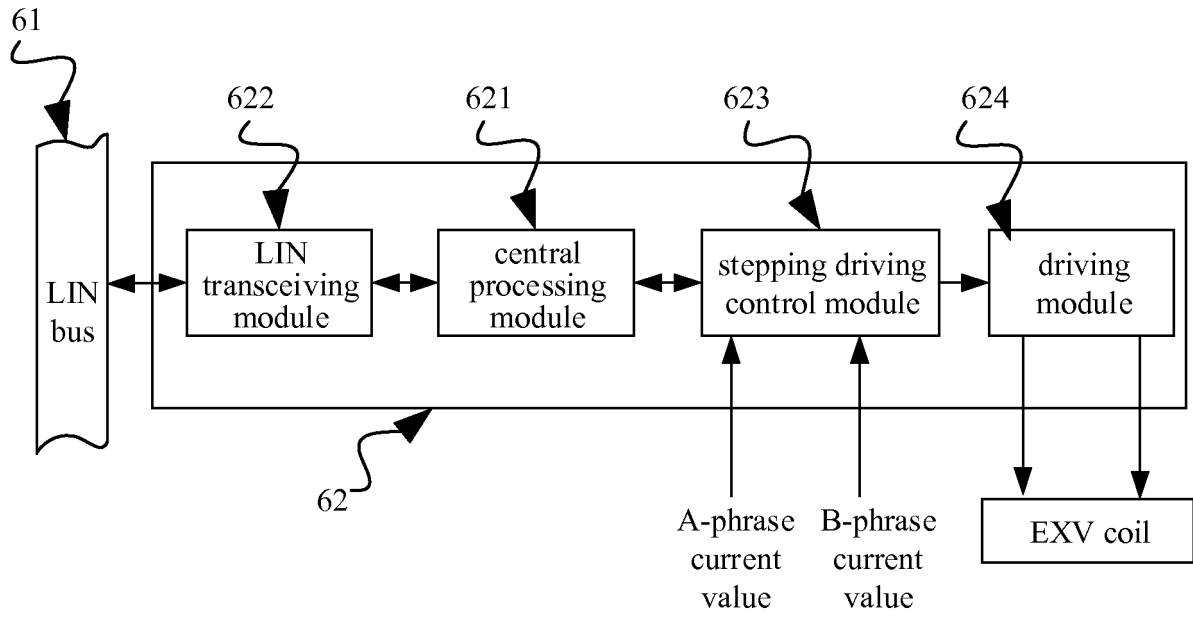 61
622
621
623
624
LIN
bus
LIN
transceiving
module
central
processing
module
stepping driving
control module
driving
module
62
A-phrase
current
value
B-phrase
current
value
EXV coil